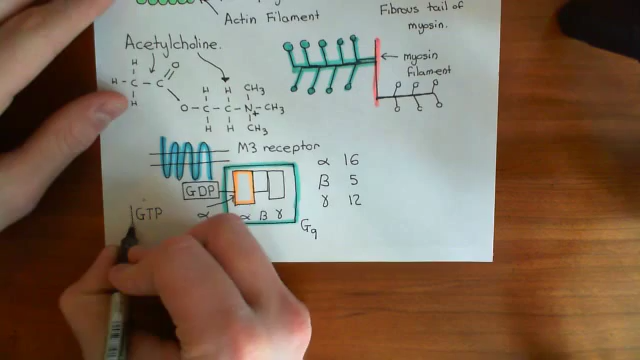 Actin Filament
Fibrous tail of
myosin.
myosin
filament
Acetylcholine.
H O
H C C
H
O C C N CH3
H H CH3
H H CH3
+
M3 receptor
GDP
α β γ
α
Gq
α 16
β 5
γ 12
GTP